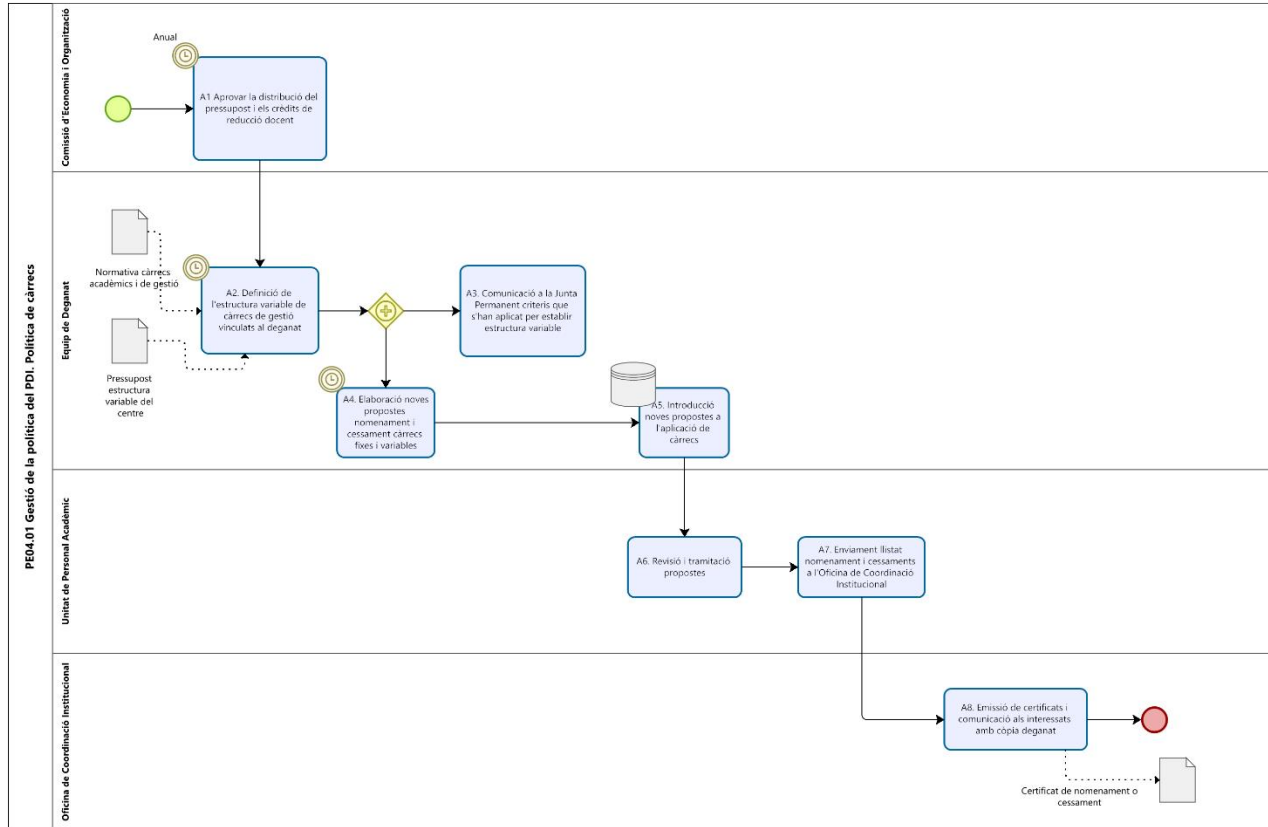 PE04.01 Gestió de la política del PDI. Política de càrrecs
Comissió d'Economia i Organització
Anual
A1 Aprovar la distribució del
pressupost i els crèdits de
reducció docent
Equip de Deganat
Normativa càrrecs
acadèmics i de gestió
Pressupost
estructura
variable del
centre
A2. Definició de
l'estructura variable de
càrrecs de gestió
vinculats al deganat
A3. Comunicació a la Junta
Permanent criteris que
s'han aplicat per establir
estructura variable
A4. Elaboració noves
propostes
nomenament i
cessament càrrecs
fixes i variables
A5. Introducció
noves propostes a
l'aplicació de
càrrecs
Unitat de Personal Acadèmic
A6. Revisió i tramitació
propostes
A7. Enviament llistat
nomenament i cessaments
a l'Oficina de Coordinació
Institucional
Oficina de Coordinació Institucional
A8. Emissió de certificats i
comunicació als interessats
amb còpia deganat
Certificat de nomenament o
cessament